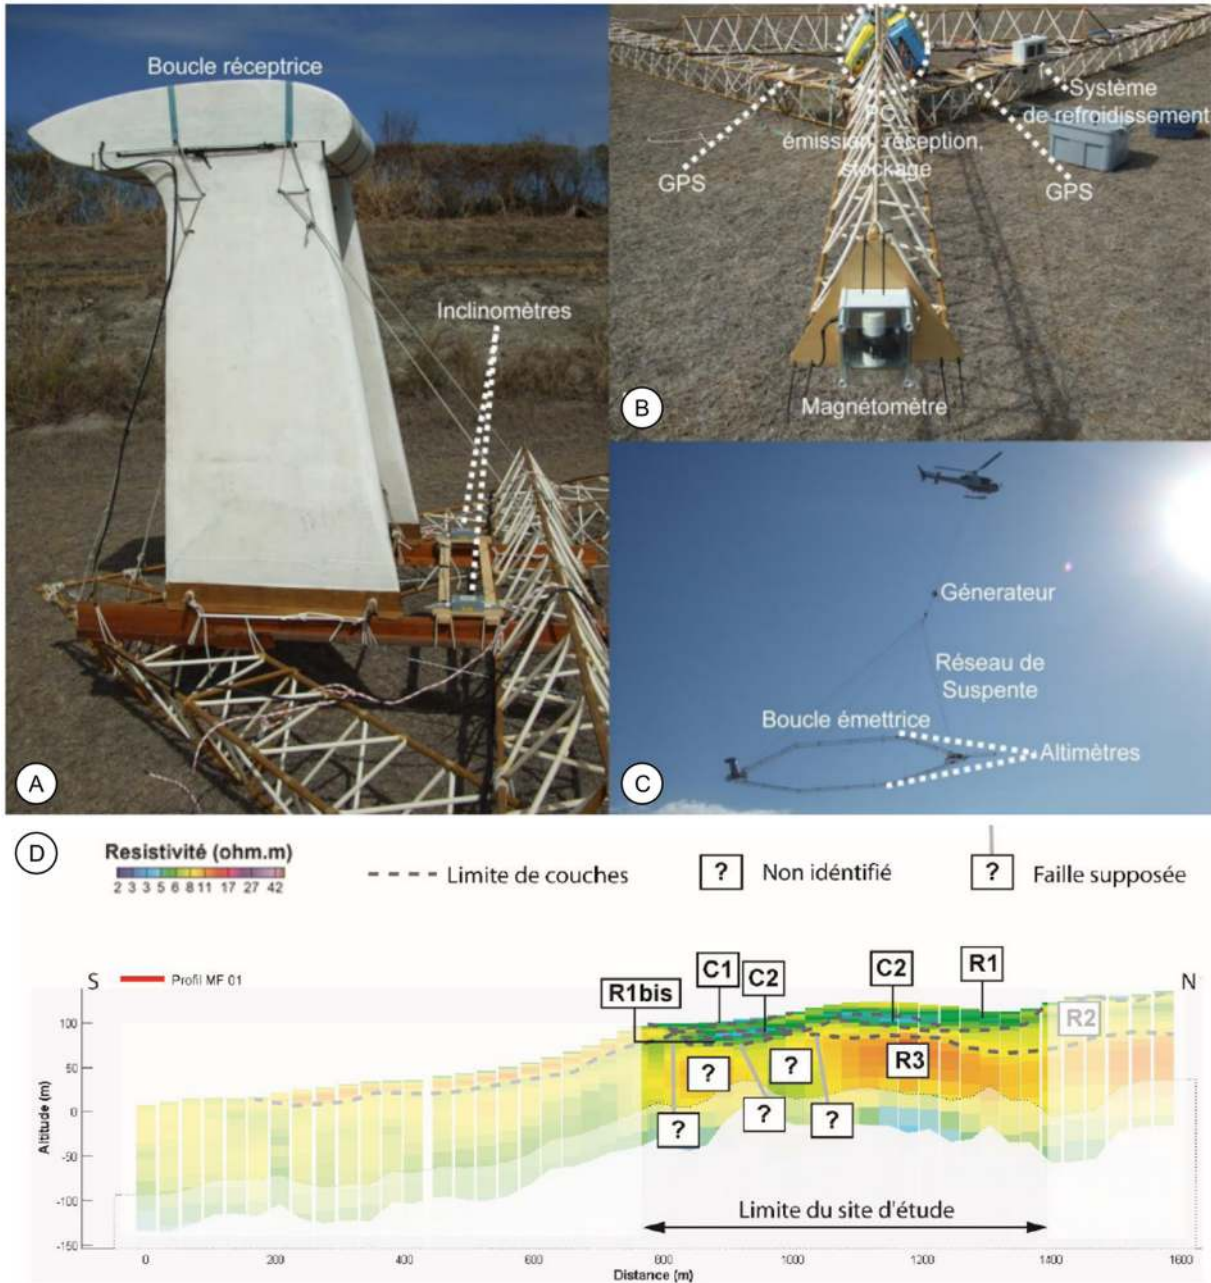 Boucle réceptrice
Inclinomètres
A
Système
de refroidissement
PC
émission, réception,
stockage
GPS
GPS
Magnétomètre
B
Génerateur
Réseau de
Suspente
Boucle émettrice
Altimètres
C
D
Resistivité (ohm.m)
2 3 3 5 6 8 11 17 27 42
Limite de couches
? Non identifié
? Faille supposée
S
Profil MF 01
N
R1bis
C1
C2
C2
R1
R2
R3
?
?
?
?
?
Altitude (m)
100
50
0
-50
-100
-150
Limite du site d'étude
0 200 400 600 800 1000 1200 1400 1600
Distance (m)